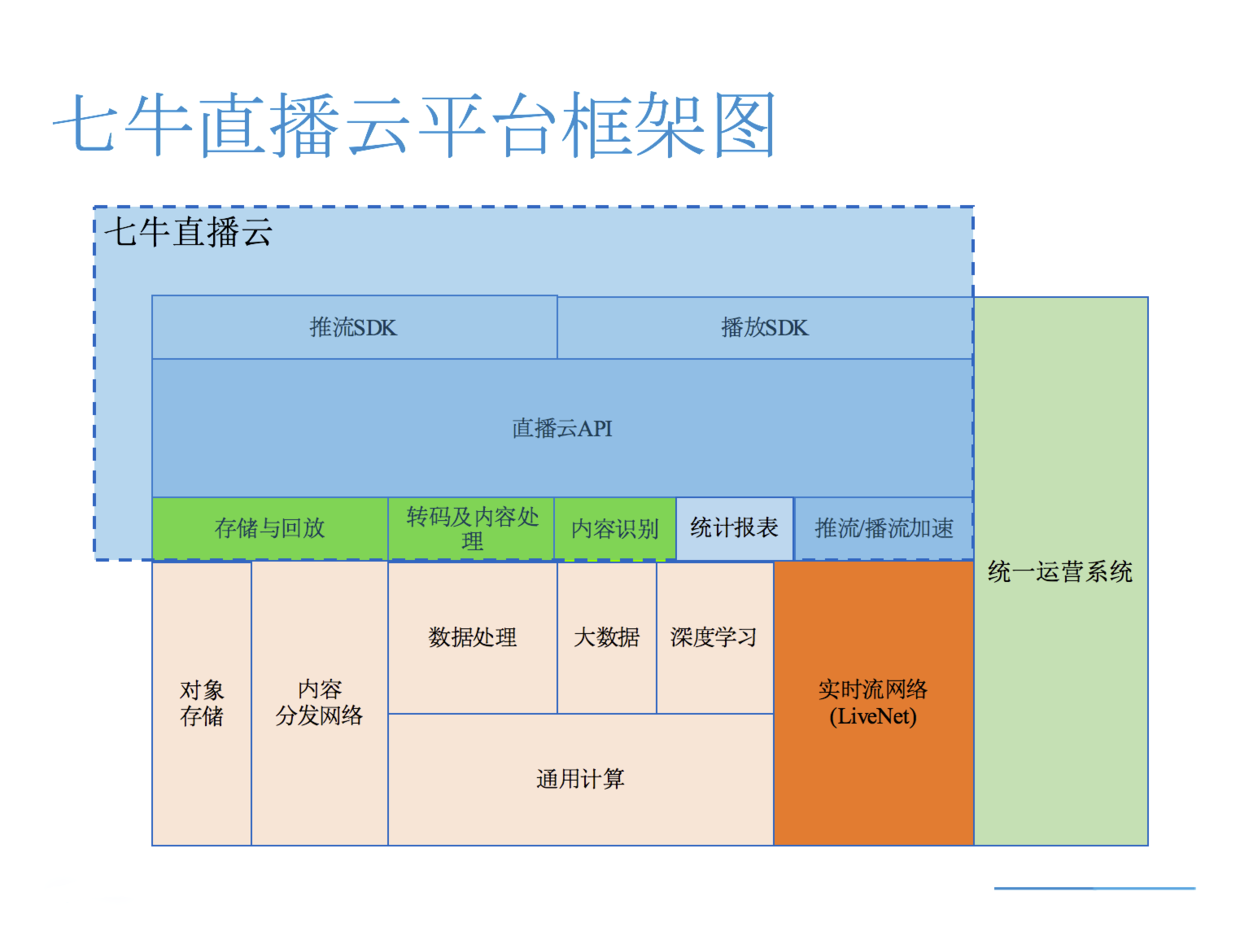 七牛直播云平台框架图
七牛直播云
推流SDK
播放SDK
直播云API
存储与回放
转码及内容处
理
内容识别
统计报表
推流/播流加速
统一运营系统
对象
存储
内容
分发网络
数据处理
大数据
深度学习
通用计算
实时流网络
(LiveNet)